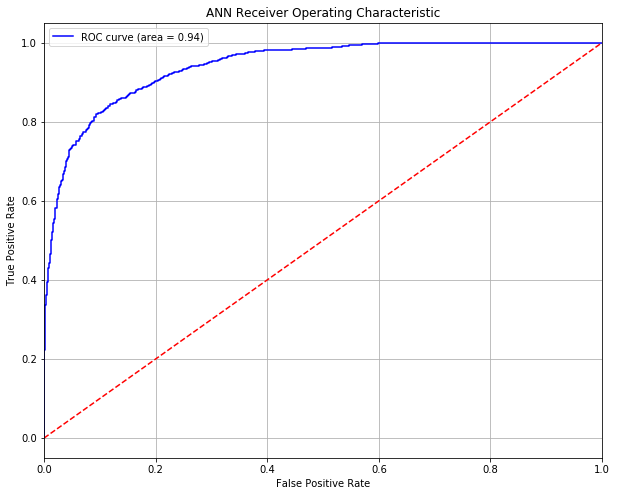 ANN Receiver Operating Characteristic
ROC curve (area = 0.94)
1.0
0.8
0.6
0.4
0.2
0.0
True Positive Rate
0.0 0.2 0.4 0.6 0.8 1.0
False Positive Rate